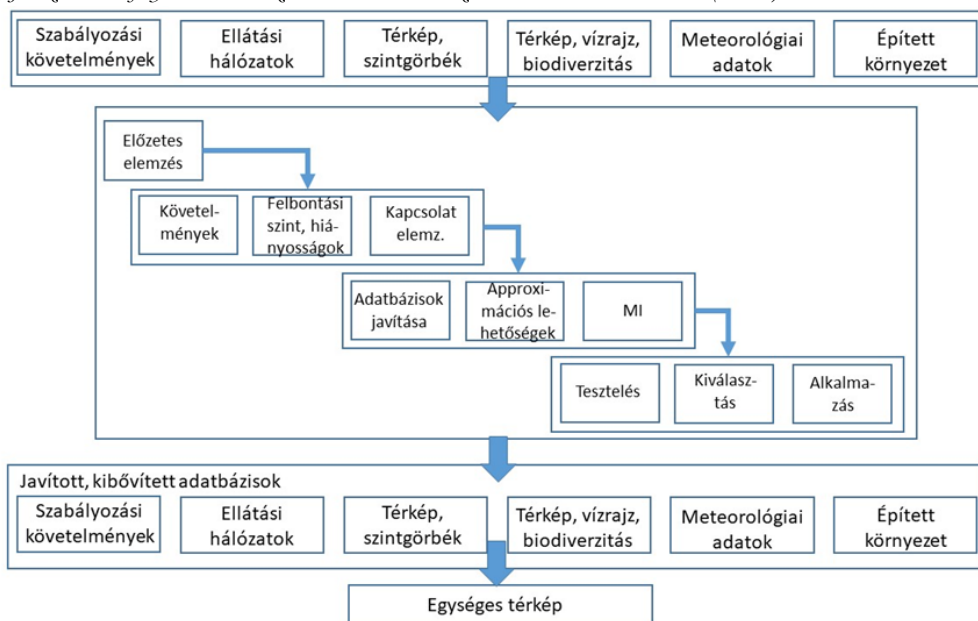 Szabályozási
követelmények
Ellátási
hálózatok
Térkép,
szintgörbék
Térkép, vízrajz,
biodiverzitás
Meteorológiai
adatok
Épített
környezet
Előzetes
elemzés
Követel-
mények
Felbontási
szint, hiá-
nyosságok
Kapcsolat
elemz.
Adatbázisok
javítása
Approxi-
mációs le-
hetőségek
MI
Tesztelés
Kiválasz-
tás
Alkalma-
zás
Javított, kibővített adatbázisok
Szabályozási
követelmények
Ellátási
hálózatok
Térkép,
szintgörbék
Térkép, vízrajz,
biodiverzitás
Meteorológiai
adatok
Épített
környezet
Egységes térkép